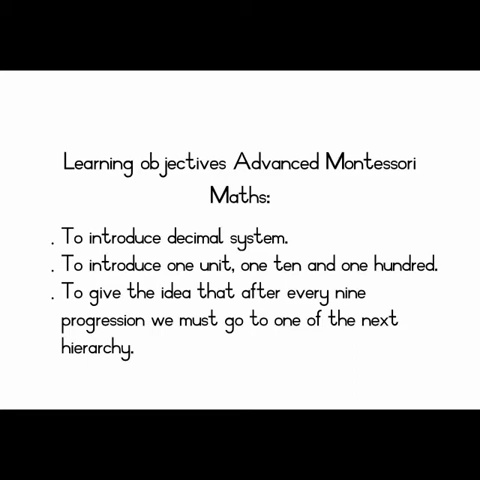 Learning objectives Advanced Montessori
Maths:
. To introduce decimal system.
. To introduce one unit, one ten and one hundred.
. To give the idea that after every nine
progression we must go to one of the next
hierarchy.